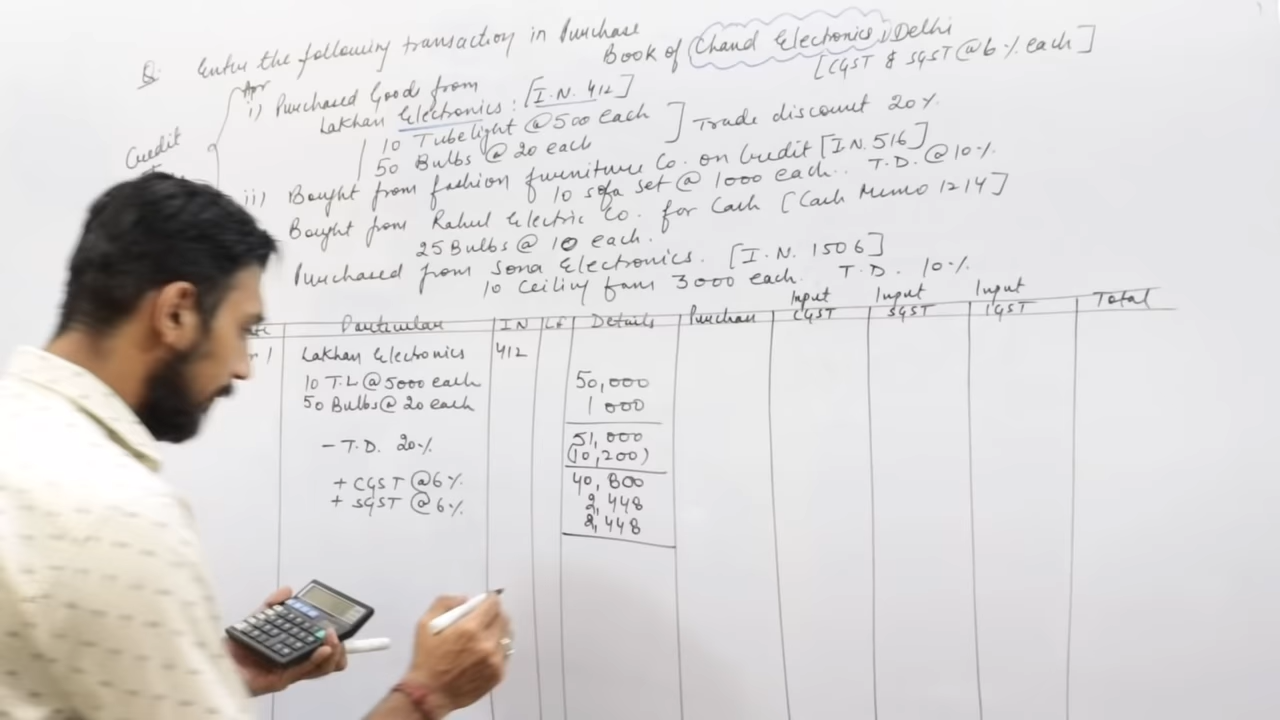 Q. Enter the following transaction in Purchase
Book of Chand Electronics, Delhi
[CGST & SGST @ 6% each]
Apr
i) Purchased Goods from
Lakhan Electronics : [I.N. 412]
10 Tubelight @ 500 each
50 Bulbs @ 20 each
Trade discount 20%
Credit
ii) Bought from fashion furniture Co. on Credit [I.N. 516]
10 sofa set @ 1000 each. T.D. @ 10%
Bought from Rahul Electric Co. for Cash [Cash Memo 1214]
25 Bulbs @ 10 each.
Purchased from Sona Electronics. [I.N. 1506]
10 Ceiling fans 3000 each. T.D. 10%
Particular IN LF Details Purchase Input CGST Input SGST Input IGST Total
1 Lakhan Electronics 412
10 T.L @ 5000 each 50,000
50 Bulbs @ 20 each 1000
51,000
- T.D. 20% (10,200)
40,800
+ CGST @ 6% 2,448
+ SGST @ 6% 2,448